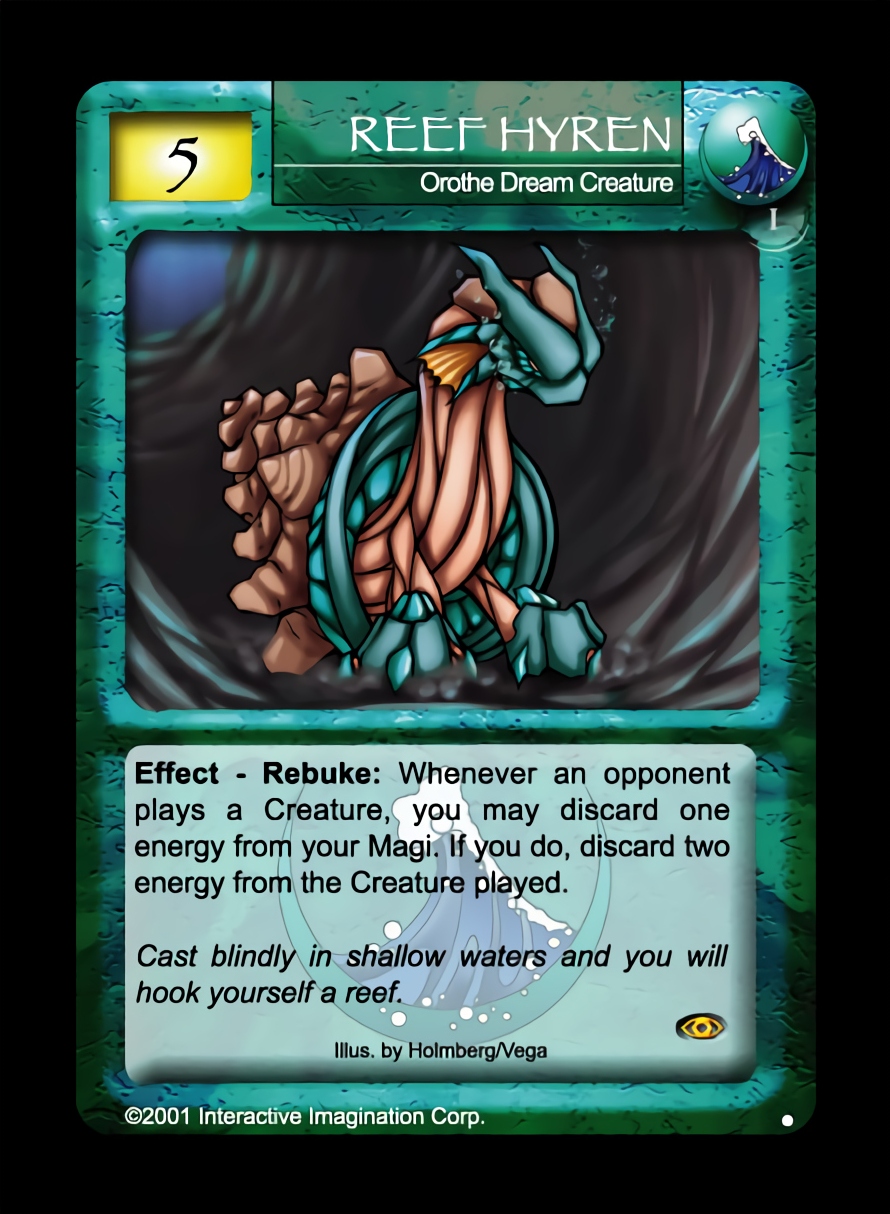 5
REEF HYREN
Orothe Dream Creature
I
Effect - Rebuke: Whenever an opponent
plays a Creature, you may discard one
energy from your Magi. If you do, discard two
energy from the Creature played.
Cast blindly in shallow waters and you will
hook yourself a reef.
Illus. by Holmberg/Vega
©2001 Interactive Imagination Corp.